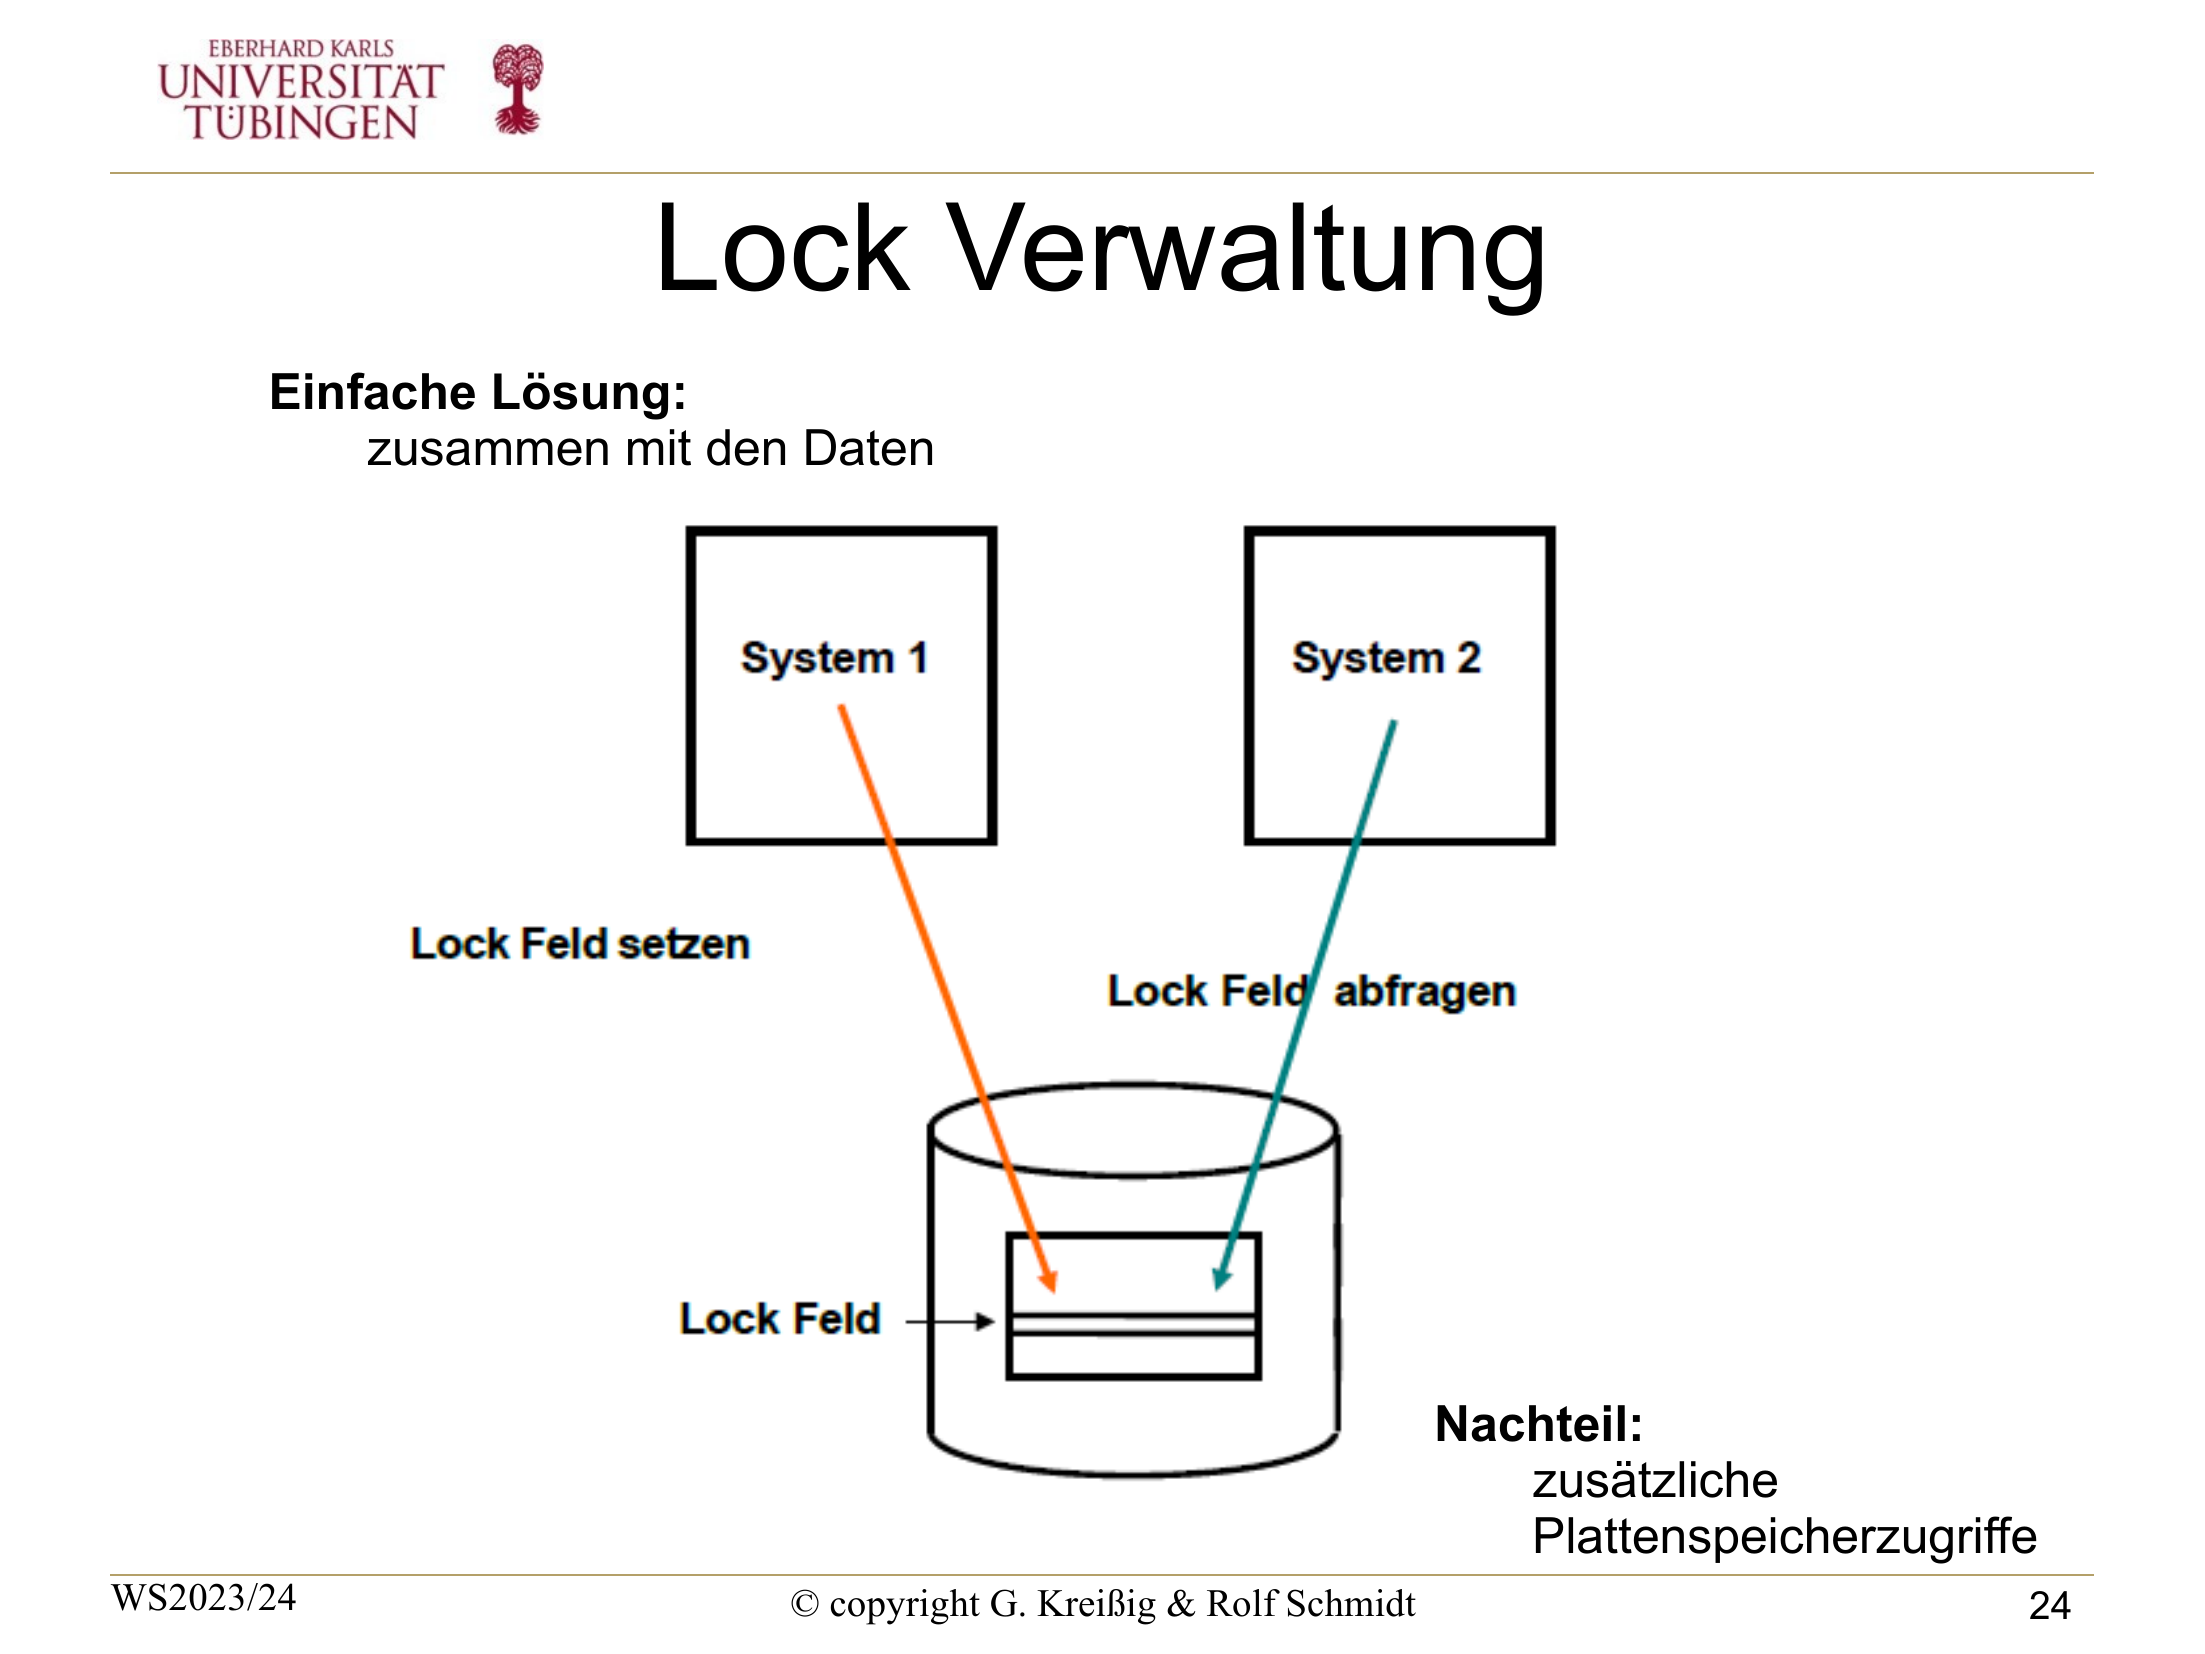 EBERHARD KARLS
UNIVERSITÄT
TÜBINGEN
Lock Verwaltung
Einfache Lösung:
zusammen mit den Daten
System 1
System 2
Lock Feld setzen
Lock Feld abfragen
Lock Feld
Nachteil:
zusätzliche
Plattenspeicherzugriffe
WS2023/24
© copyright G. Kreißig & Rolf Schmidt
24